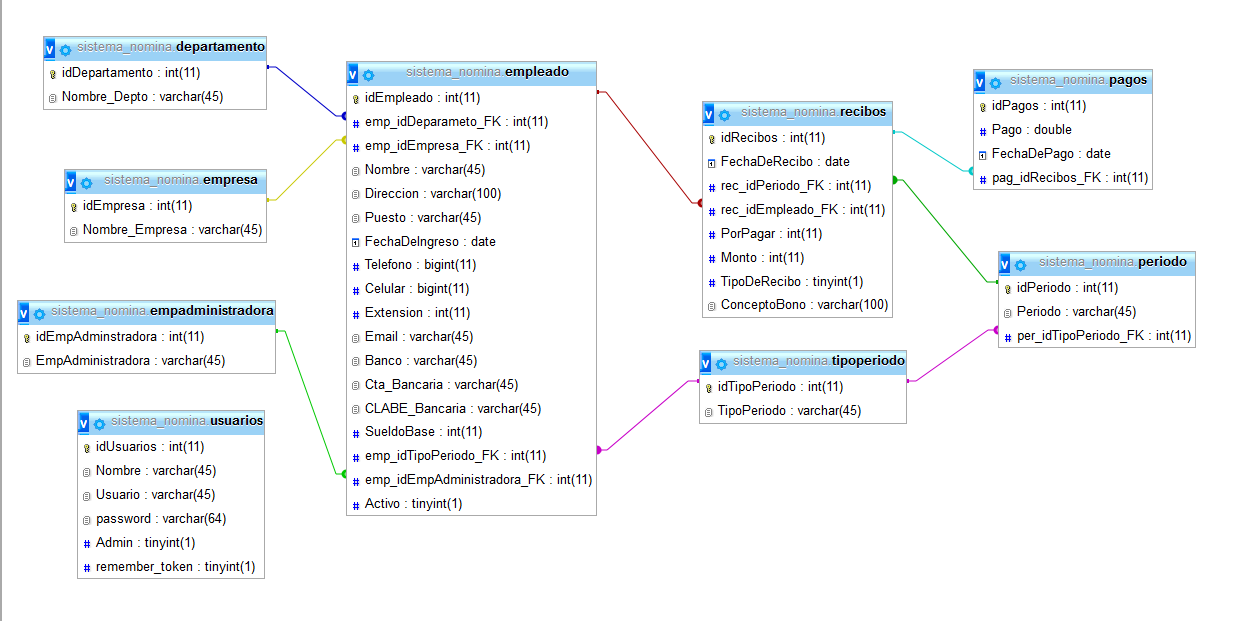 sistema_nomina.departamento
idDepartamento : int(11)
Nombre_Depto : varchar(45)
sistema_nomina.empresa
idEmpresa : int(11)
Nombre_Empresa : varchar(45)
sistema_nomina.empadministradora
idEmpAdminstradora : int(11)
EmpAdministradora : varchar(45)
sistema_nomina.usuarios
idUsuarios : int(11)
Nombre : varchar(45)
Usuario : varchar(45)
password : varchar(64)
Admin : tinyint(1)
remember_token : tinyint(1)
sistema_nomina.empleado
idEmpleado : int(11)
emp_idDeparameto_FK : int(11)
emp_idEmpresa_FK : int(11)
Nombre : varchar(45)
Direccion : varchar(100)
Puesto : varchar(45)
FechaDeIngreso : date
Telefono : bigint(11)
Celular : bigint(11)
Extension : int(11)
Email : varchar(45)
Banco : varchar(45)
Cta_Bancaria : varchar(45)
CLABE_Bancaria : varchar(45)
SueldoBase : int(11)
emp_idTipoPeriodo_FK : int(11)
emp_idEmpAdministradora_FK : int(11)
Activo : tinyint(1)
sistema_nomina.recibos
idRecibos : int(11)
FechaDeRecibo : date
rec_idPeriodo_FK : int(11)
rec_idEmpleado_FK : int(11)
PorPagar : int(11)
Monto : int(11)
TipoDeRecibo : tinyint(1)
ConceptoBono : varchar(100)
sistema_nomina.tipoperiodo
idTipoPeriodo : int(11)
TipoPeriodo : varchar(45)
sistema_nomina.pagos
idPagos : int(11)
Pago : double
FechaDePago : date
pag_idRecibos_FK : int(11)
sistema_nomina.periodo
idPeriodo : int(11)
Periodo : varchar(45)
per_idTipoPeriodo_FK : int(11)